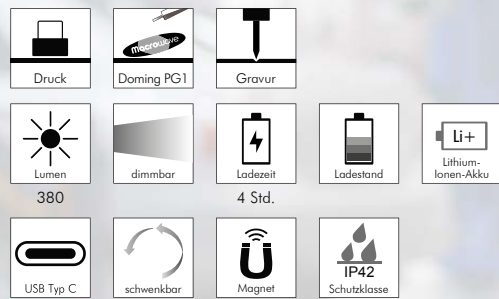 Druck
macrowave
Doming PG1
Gravur
Lumen
380
dimmbar
Ladezeit
4 Std.
Ladestand
Li+
Lithium-
Ionen-Akku
USB Typ C
schwenkbar
Magnet
IP42
Schutzklasse